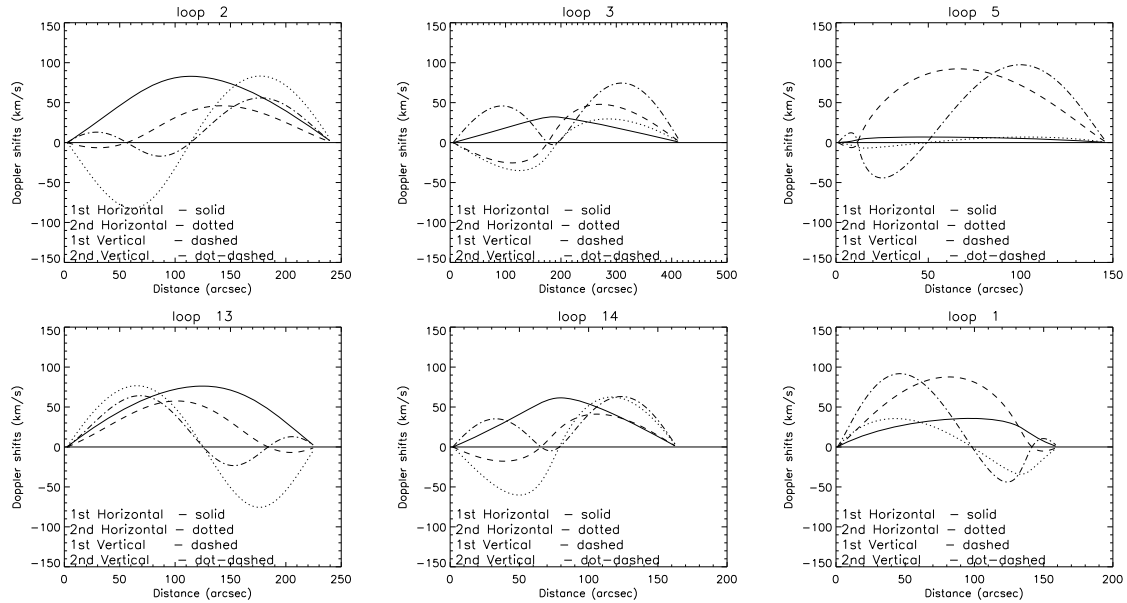 loop 2
150
100
50
0
−50
−100
−150
Doppler shifts (km/s)
1st Horizontal − solid
2nd Horizontal − dotted
1st Vertical − dashed
2nd Vertical − dot−dashed
0 50 100 150 200 250
Distance (arcsec)
loop 3
150
100
50
0
−50
−100
−150
Doppler shifts (km/s)
1st Horizontal − solid
2nd Horizontal − dotted
1st Vertical − dashed
2nd Vertical − dot−dashed
0 100 200 300 400 500
Distance (arcsec)
loop 5
150
100
50
0
−50
−100
−150
Doppler shifts (km/s)
1st Horizontal − solid
2nd Horizontal − dotted
1st Vertical − dashed
2nd Vertical − dot−dashed
0 50 100 150
Distance (arcsec)
loop 13
150
100
50
0
−50
−100
−150
Doppler shifts (km/s)
1st Horizontal − solid
2nd Horizontal − dotted
1st Vertical − dashed
2nd Vertical − dot−dashed
0 50 100 150 200 250
Distance (arcsec)
loop 14
150
100
50
0
−50
−100
−150
Doppler shifts (km/s)
1st Horizontal − solid
2nd Horizontal − dotted
1st Vertical − dashed
2nd Vertical − dot−dashed
0 50 100 150 200
Distance (arcsec)
loop 1
150
100
50
0
−50
−100
−150
Doppler shifts (km/s)
1st Horizontal − solid
2nd Horizontal − dotted
1st Vertical − dashed
2nd Vertical − dot−dashed
0 50 100 150 200
Distance (arcsec)